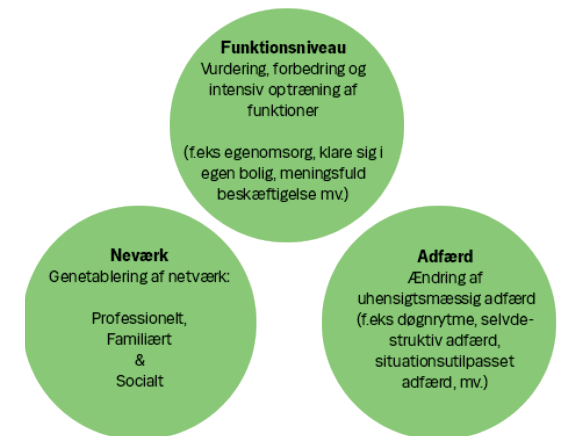 Funktionsniveau
Vurdering, forbedring og
intensiv optræning af
funktioner
(f.eks egenomsorg, klare sig i
egen bolig, meningsfuld
beskæftigelse mv.)
Neværk
Genetablering af netværk:
Professionelt,
Familiært
&
Socialt
Adfærd
Ændring af
uhensigtsmæssig adfærd
(f.eks døgnrytme, selvde-
struktiv adfærd,
situationsutilpasset
adfærd, mv.)